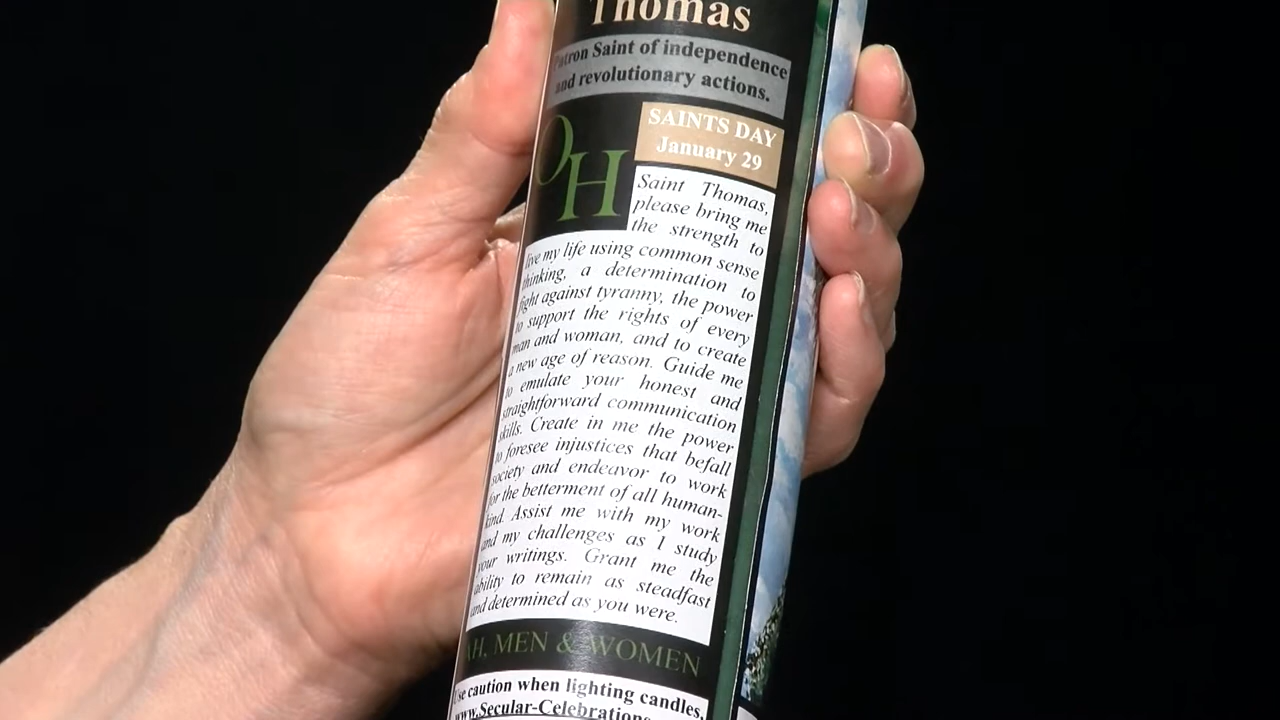 Thomas
Patron Saint of independence
and revolutionary actions.
SAINTS DAY
January 29
OH
Saint Thomas,
please bring me
the strength to
live my life using common sense
thinking, a determination to
fight against tyranny, the power
to support the rights of every
man and woman, and to create
a new age of reason. Guide me
to emulate your honest and
straightforward communication
skills. Create in me the power
to foresee injustices that befall
society and endeavor to work
for the betterment of all human-
kind. Assist me with my work
and my challenges as I study
your writings. Grant me the
ability to remain as steadfast
and determined as you were.
AH, MEN & WOMEN
Use caution when lighting candles.
www.Secular-Celebrations